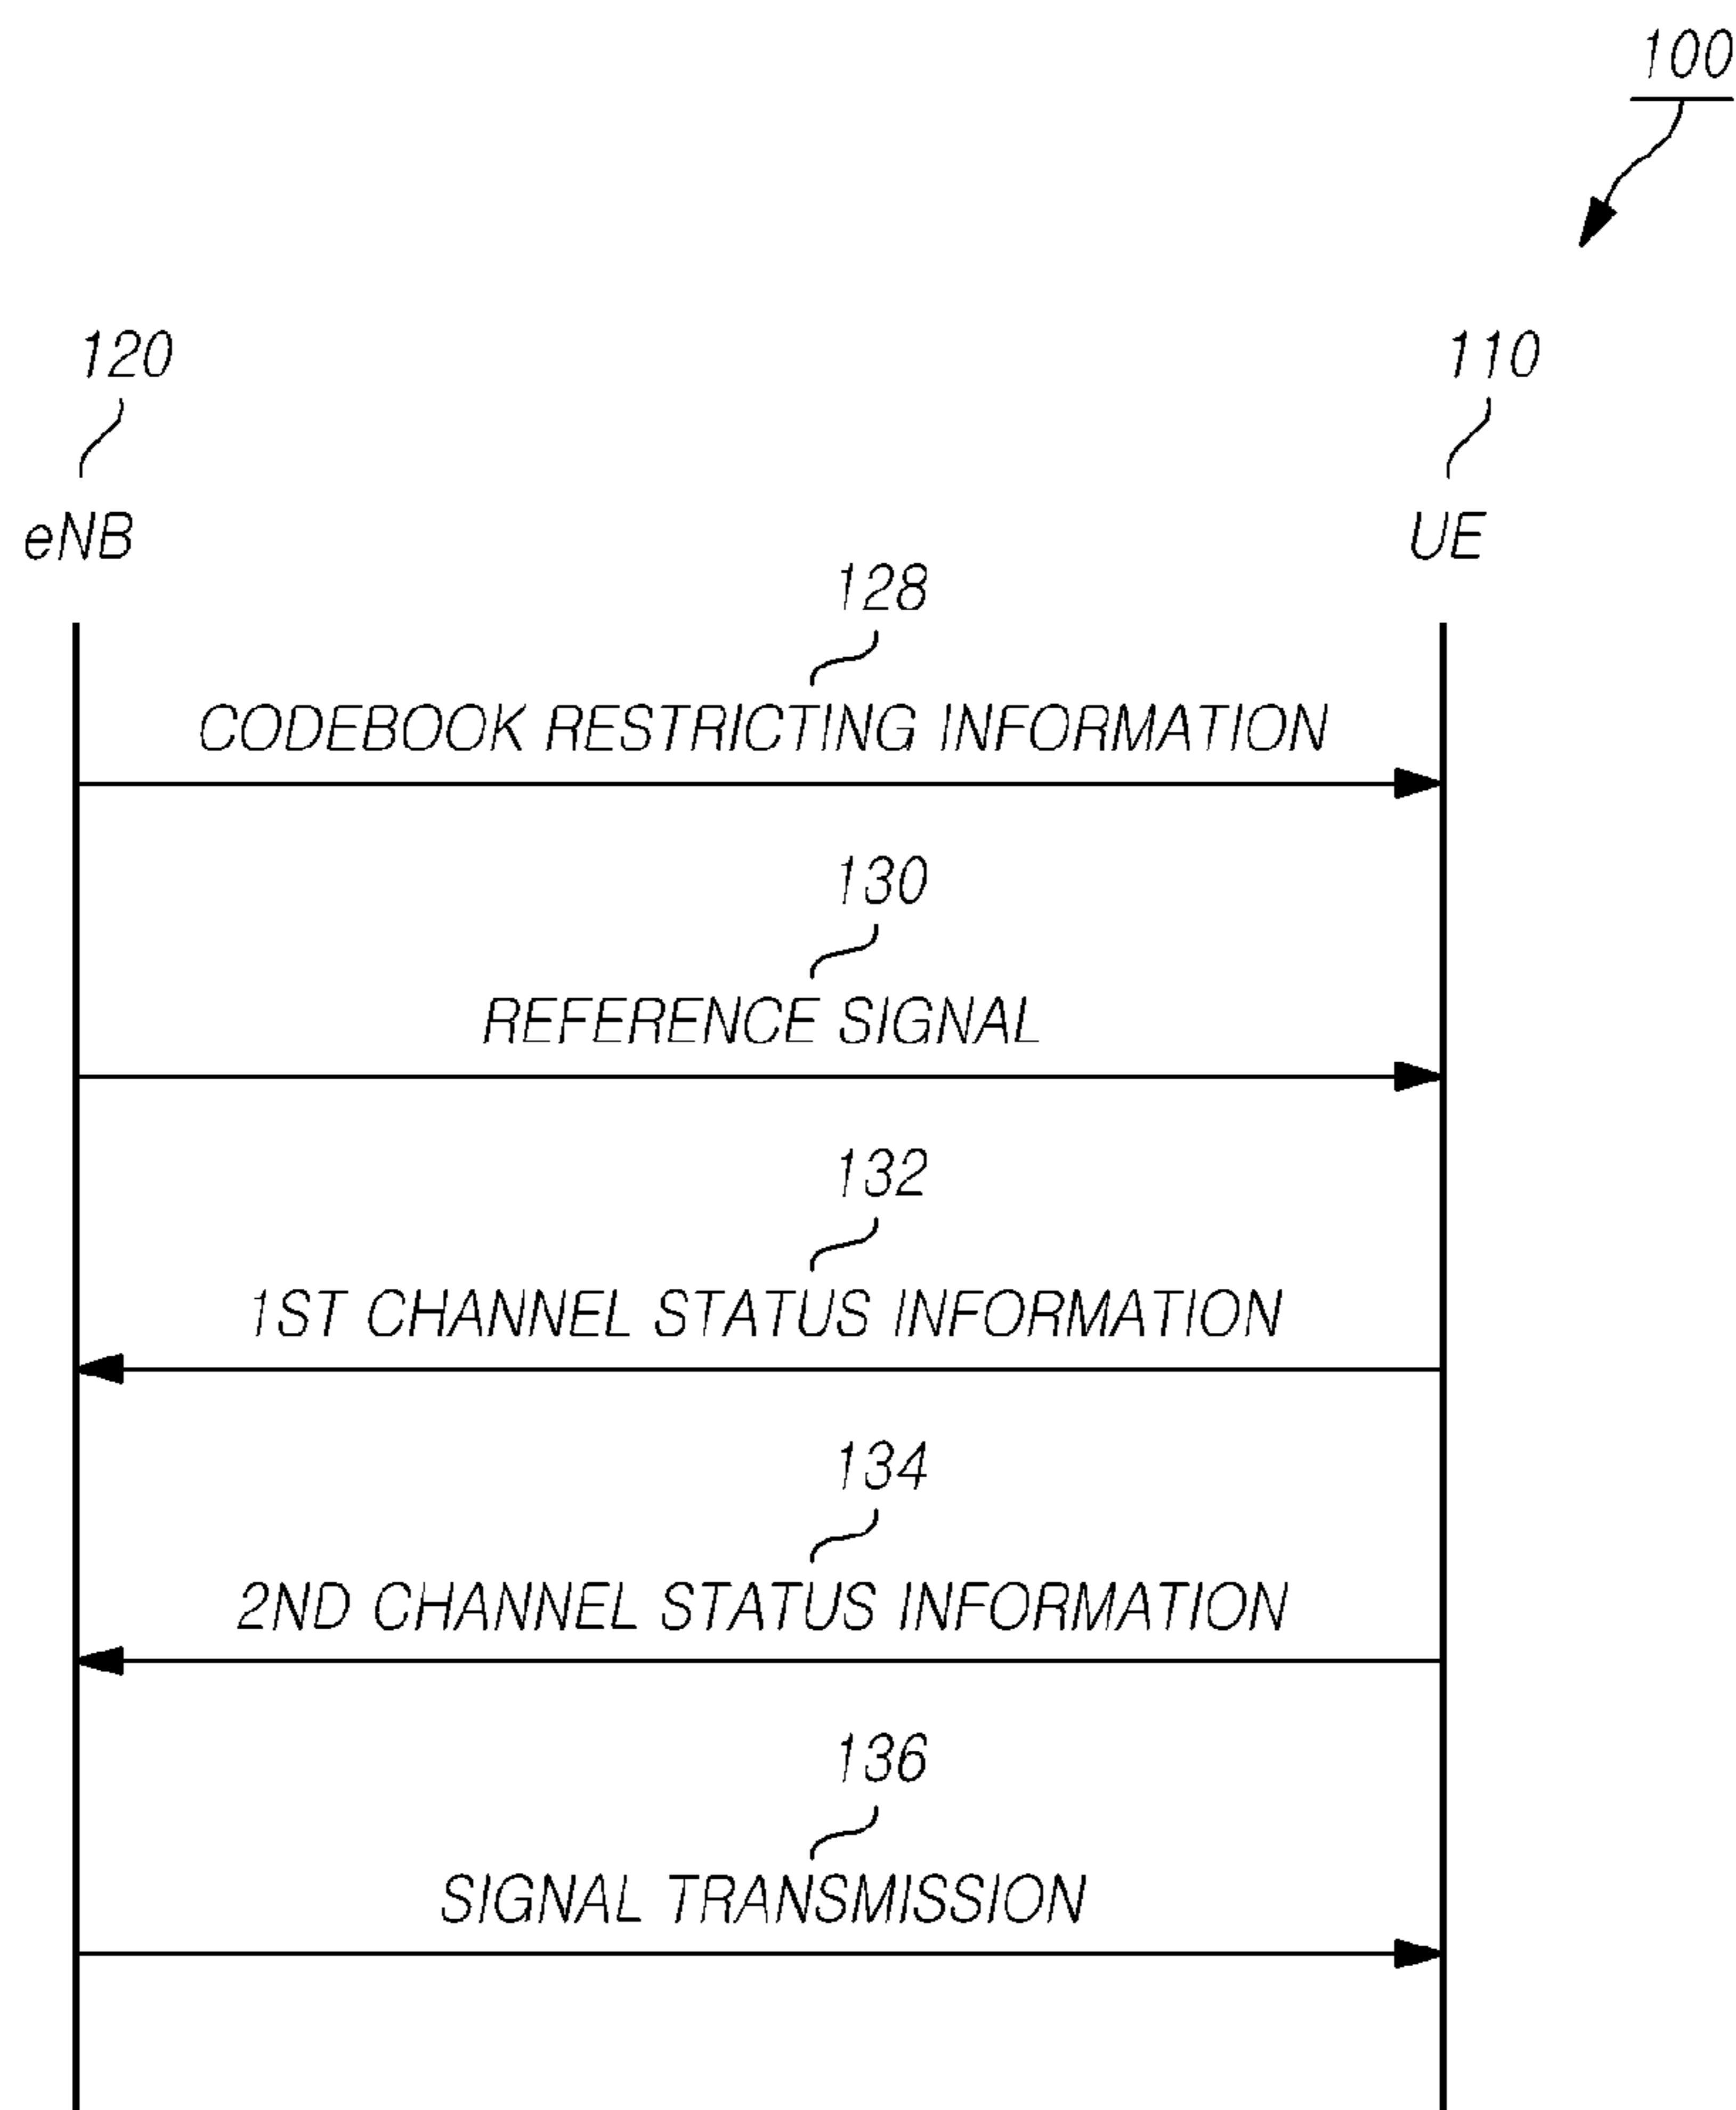 100
120
110
eNB
UE
128
CODEBOOK RESTRICTING INFORMATION
130
REFERENCE SIGNAL
132
1ST CHANNEL STATUS INFORMATION
134
2ND CHANNEL STATUS INFORMATION
136
SIGNAL TRANSMISSION